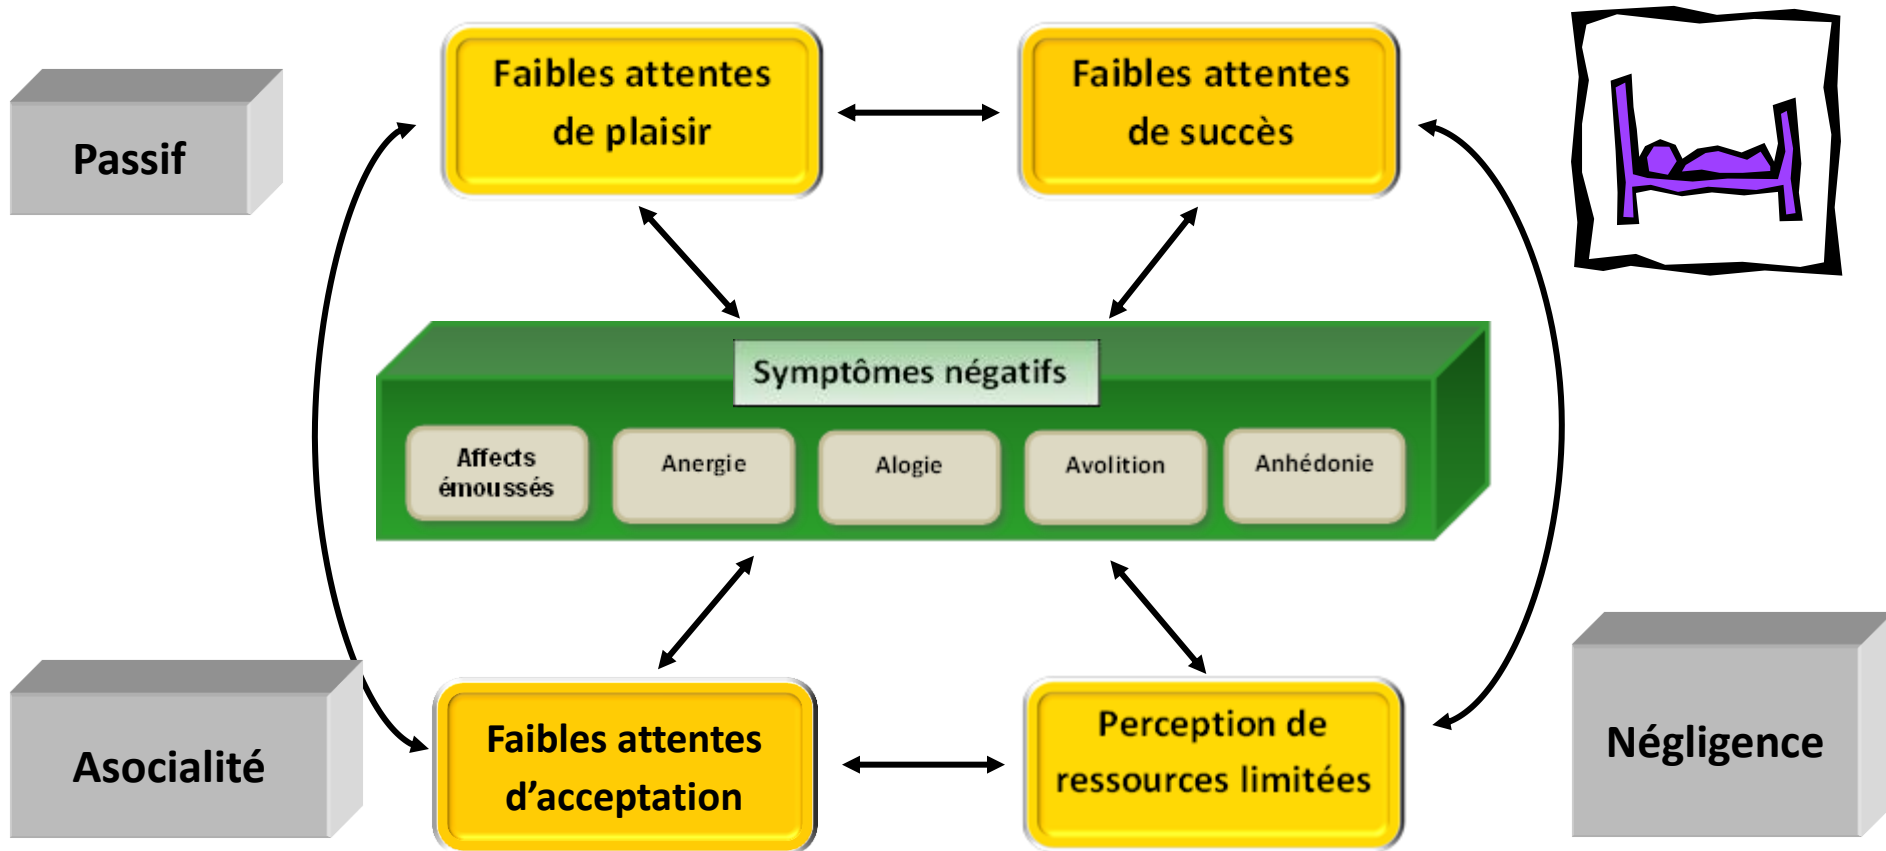 Faibles attentes
de plaisir
Faibles attentes
de succès
Passif
Symptômes négatifs
Affects
émoussés
Anergie
Alogie
Avolition
Anhédonie
Asocialité
Faibles attentes
d’acceptation
Perception de
ressources limitées
Négligence